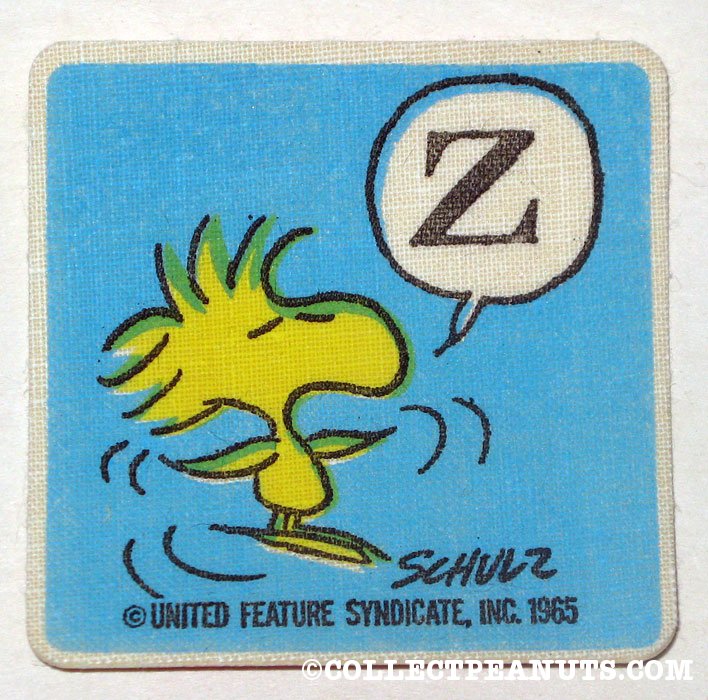 Z
SCHULZ
© UNITED FEATURE SYNDICATE, INC. 1965
©COLLECTPEANUTS.COM